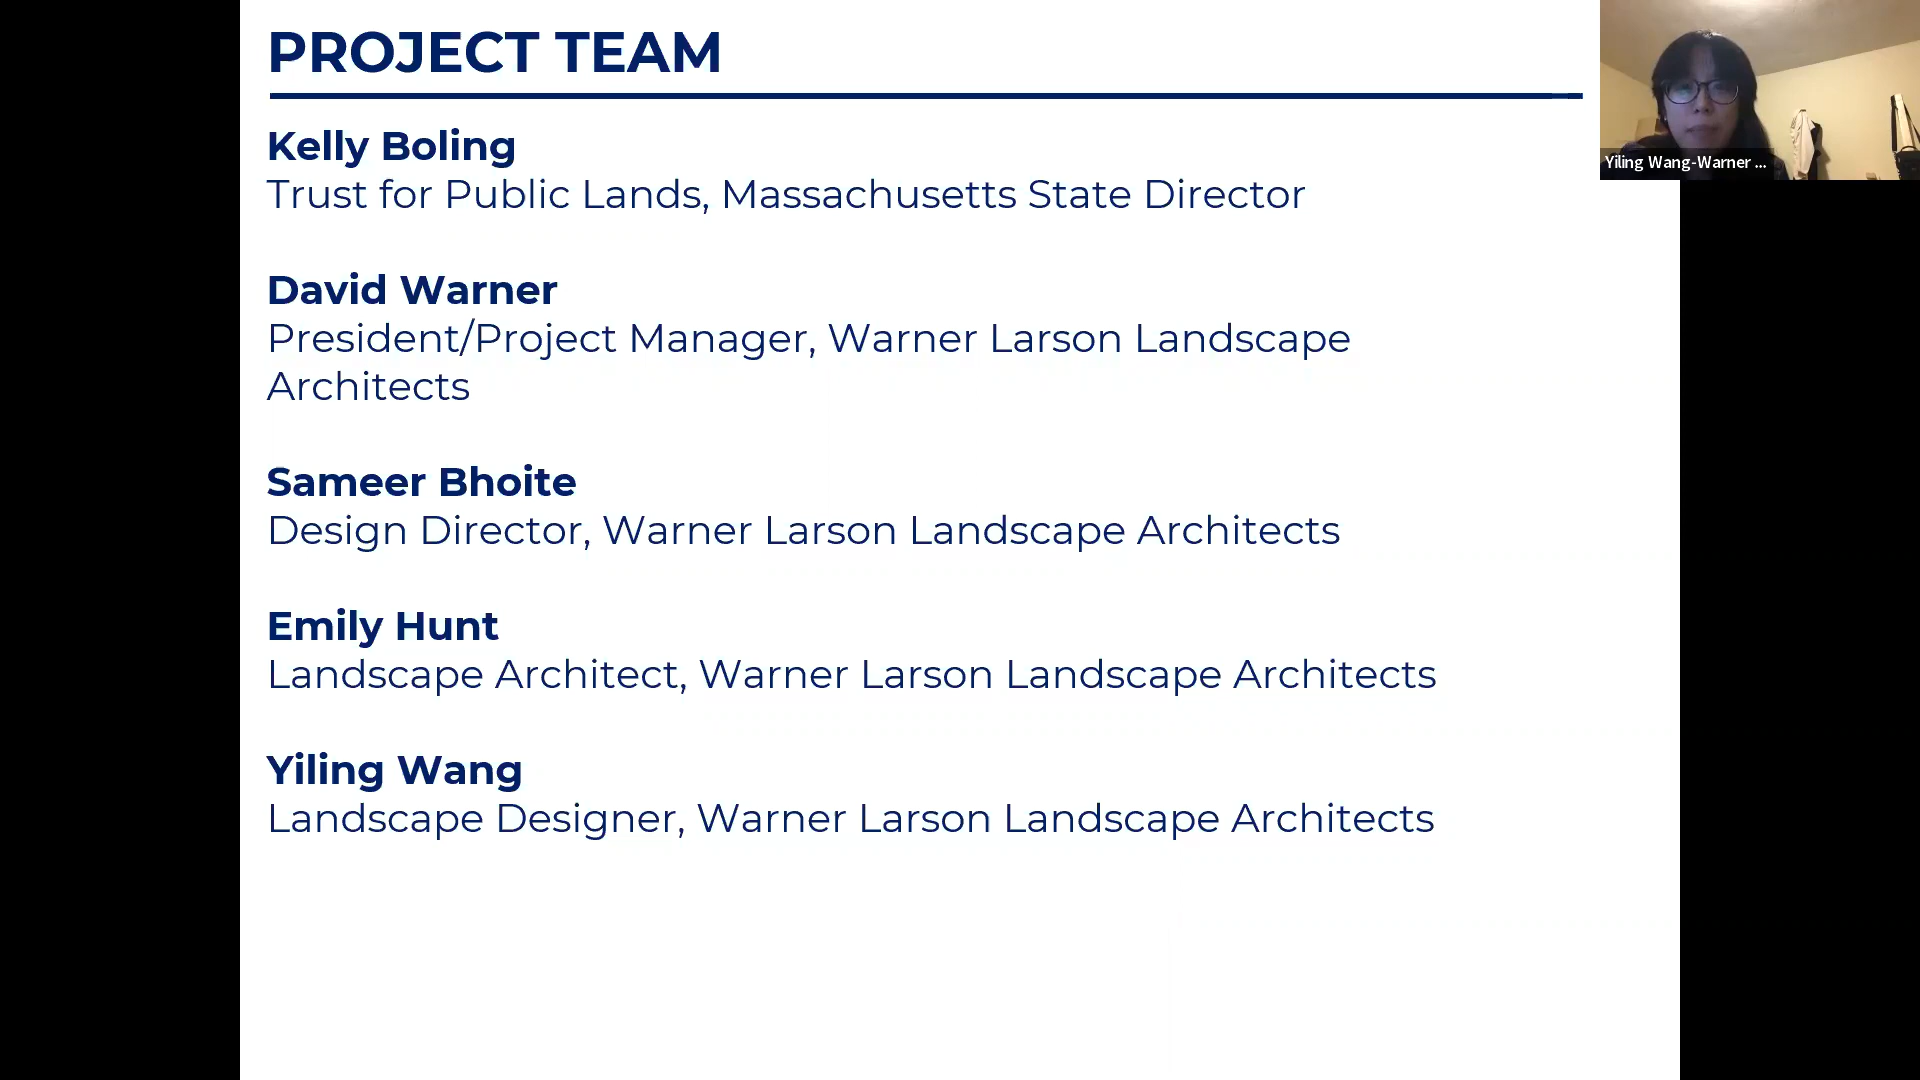 PROJECT TEAM
Kelly Boling
Trust for Public Lands, Massachusetts State Director
David Warner
President/Project Manager, Warner Larson Landscape
Architects
Sameer Bhoite
Design Director, Warner Larson Landscape Architects
Emily Hunt
Landscape Architect, Warner Larson Landscape Architects
Yiling Wang
Landscape Designer, Warner Larson Landscape Architects
Yiling Wang-Warner ...